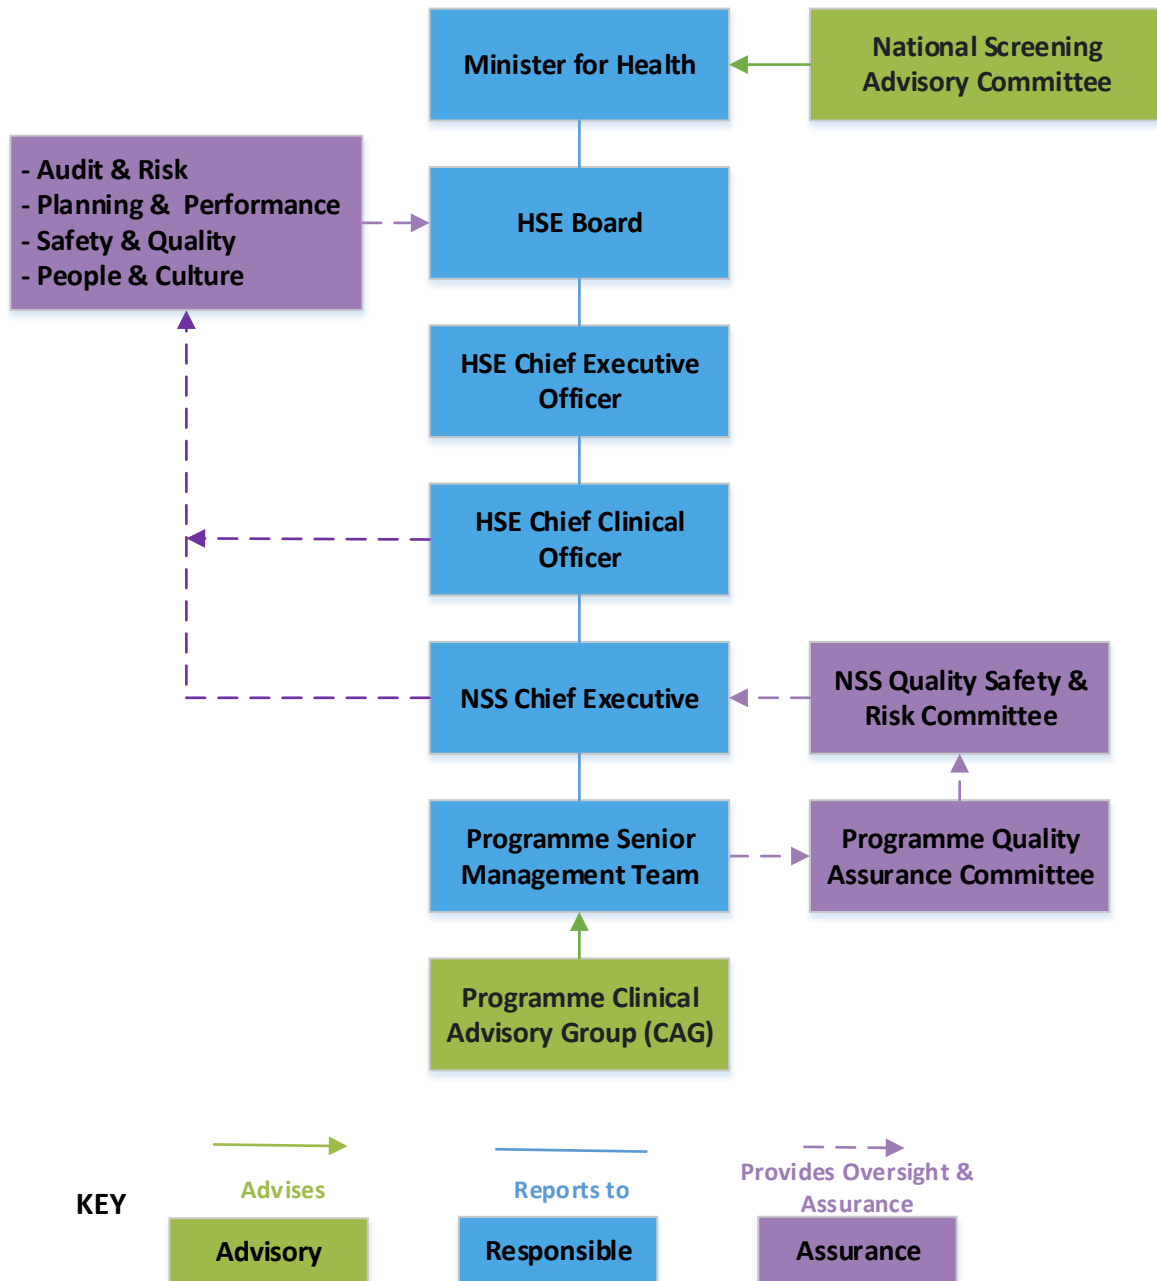 Minister for Health
National Screening
Advisory Committee
- Audit & Risk
- Planning & Performance
- Safety & Quality
- People & Culture
HSE Board
HSE Chief Executive
Officer
HSE Chief Clinical
Officer
NSS Chief Executive
NSS Quality Safety &
Risk Committee
Programme Senior
Management Team
Programme Quality
Assurance Committee
Programme Clinical
Advisory Group (CAG)
KEY
Advises
Reports to
Provides Oversight &
Assurance
Advisory
Responsible
Assurance